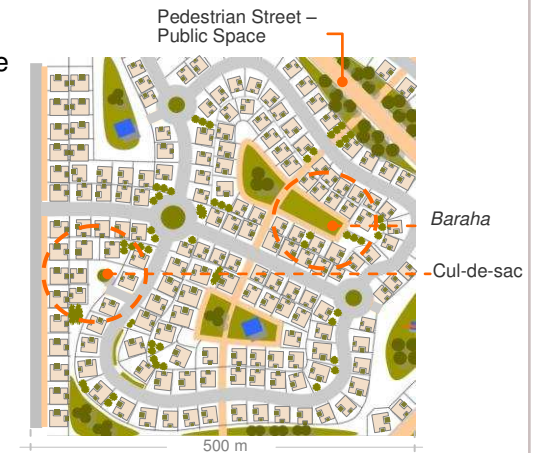 Pedestrian Street –
Public Space
e
Baraha
Cul-de-sac
500 m